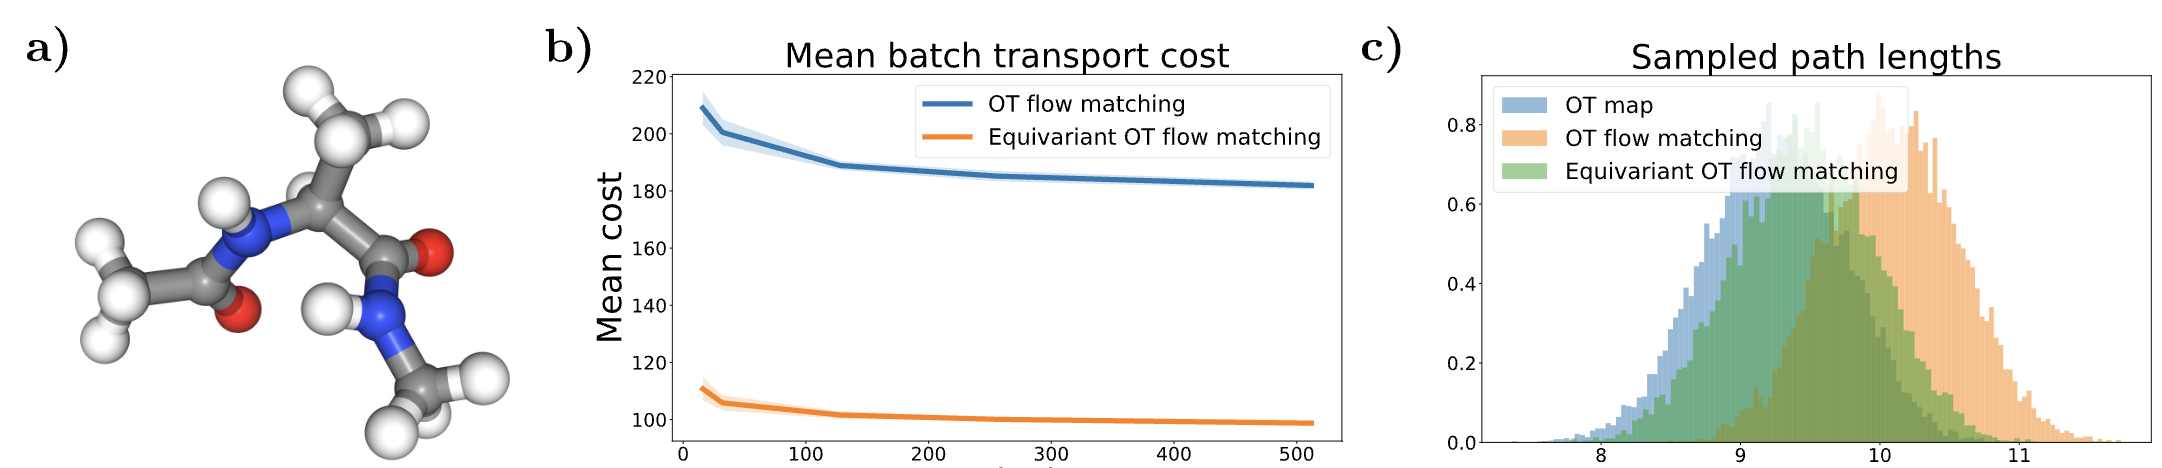 a)
b)
Mean batch transport cost
OT flow matching
Equivariant OT flow matching
Mean cost
220
200
180
160
140
120
100
0 100 200 300 400 500
c)
Sampled path lengths
OT map
OT flow matching
Equivariant OT flow matching
0.8
0.6
0.4
0.2
0.0
8 9 10 11